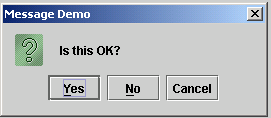 Message Demo
Is this OK?
Yes No Cancel